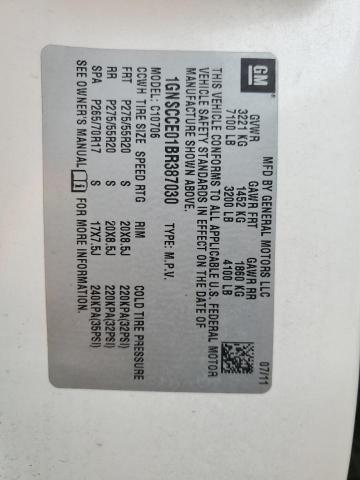 GM
MFD BY GENERAL MOTORS LLC 07/11
GVWR GAWR FRT GAWR RR
3221 KG 1452 KG 1860 KG
7100 LB 3200 LB 4100 LB
THIS VEHICLE CONFORMS TO ALL APPLICABLE U.S. FEDERAL MOTOR
VEHICLE SAFETY STANDARDS IN EFFECT ON THE DATE OF
MANUFACTURE SHOWN ABOVE.
1GNSCCE01BR387030 TYPE: M.P.V.
MODEL: C10706
CCWH TIRE SIZE SPEED RTG RIM COLD TIRE PRESSURE
FRT P275/55R20 S 20X8.5J 220KPA(32PSI)
RR P275/55R20 S 20X8.5J 220KPA(32PSI)
SPA P265/70R17 S 17X7.5J 240KPA(35PSI)
SEE OWNER'S MANUAL FOR MORE INFORMATION.